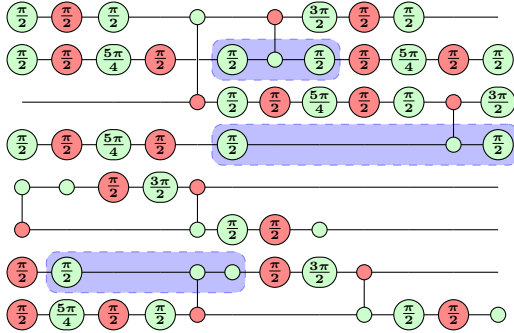 π/2 π/2 π/2 3π/2 π/2 π/2
π/2 π/2 5π/4 π/2 π/2 π/2 π/2 5π/4 π/2 π/2
π/2 π/2 5π/4 π/2 π/2 3π/2
π/2 π/2 5π/4 π/2 π/2 π/2
π/2 3π/2
π/2 π/2
π/2 π/2 π/2 3π/2
π/2 5π/4 π/2 π/2 π/2 π/2